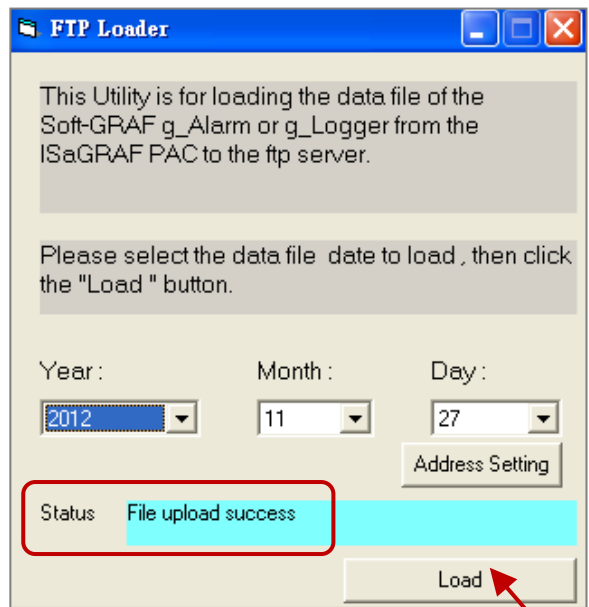 FTP Loader
This Utility is for loading the data file of the
Soft-GRAF g_Alarm or g_Logger from the
ISaGRAF PAC to the ftp server.
Please select the data file  date to load , then click
the "Load " button.
Year : Month : Day :
2012 11 27
Address Setting
Status File upload success
Load